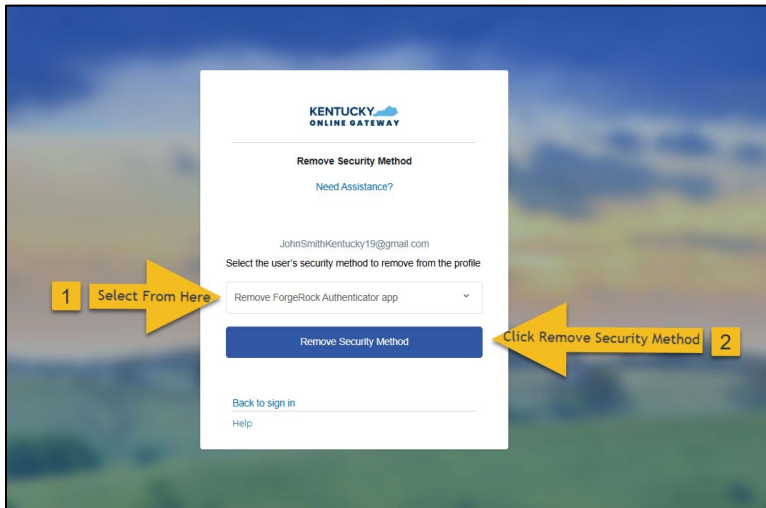 KENTUCKY
ONLINE GATEWAY
Remove Security Method
Need Assistance?
JohnSmithKentucky19@gmail.com
Select the user's security method to remove from the profile
1 Select From Here
Remove ForgeRock Authenticator app
Remove Security Method
Click Remove Security Method 2
Back to sign in
Help